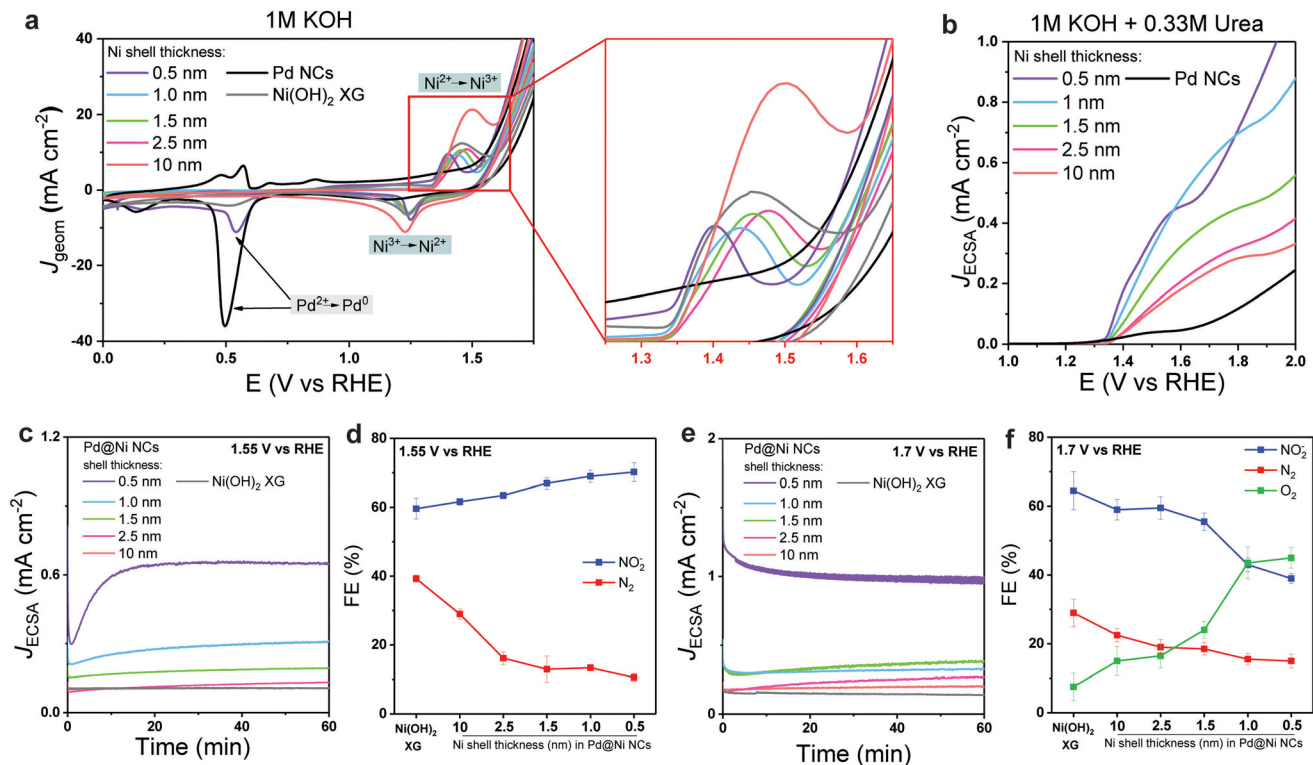 a
1M KOH
Ni shell thickness:
0.5 nm
Pd NCs
1.0 nm
Ni(OH)₂ XG
1.5 nm
2.5 nm
10 nm
Ni²⁺→Ni³⁺
Ni³⁺→Ni²⁺
Pd²⁺→Pd⁰
40
20
0
-20
-40
J_geom (mA cm⁻²)
0.0 0.5 1.0 1.5
E (V vs RHE)
1.3 1.4 1.5 1.6
b
1M KOH + 0.33M Urea
Ni shell thickness:
0.5 nm
Pd NCs
1 nm
1.5 nm
2.5 nm
10 nm
1.0
0.8
0.6
0.4
0.2
0.0
J_ECSA (mA cm⁻²)
1.0 1.2 1.4 1.6 1.8 2.0
E (V vs RHE)
c
Pd@Ni NCs
1.55 V vs RHE
shell thickness:
0.5 nm
Ni(OH)₂ XG
1.0 nm
1.5 nm
2.5 nm
10 nm
1.2
0.6
0.0
J_ECSA (mA cm⁻²)
0 20 40 60
Time (min)
d
1.55 V vs RHE
NO₂⁻
N₂
80
60
40
20
0
FE (%)
Ni(OH)₂ 10 2.5 1.5 1.0 0.5
XG Ni shell thickness (nm) in Pd@Ni NCs
e
Pd@Ni NCs
1.7 V vs RHE
shell thickness:
0.5 nm
Ni(OH)₂ XG
1.0 nm
1.5 nm
2.5 nm
10 nm
2
1
0
J_ECSA (mA cm⁻²)
0 20 40 60
Time (min)
f
1.7 V vs RHE
NO₂⁻
N₂
O₂
80
60
40
20
0
FE (%)
Ni(OH)₂ 10 2.5 1.5 1.0 0.5
XG Ni shell thickness (nm) in Pd@Ni NCs